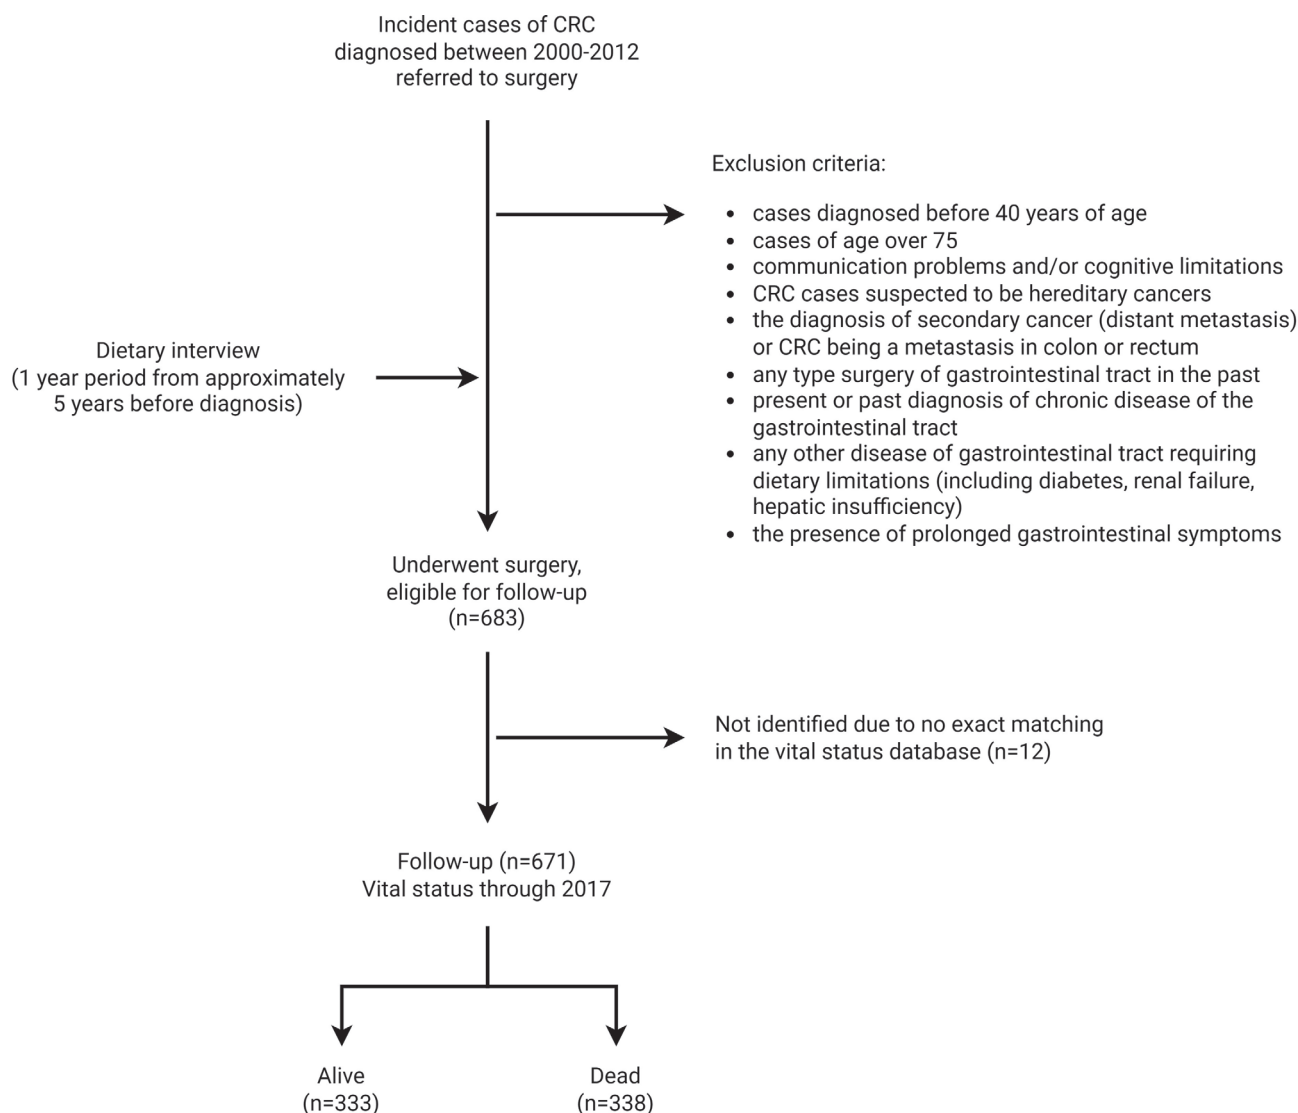 Incident cases of CRC
diagnosed between 2000-2012
referred to surgery
Exclusion criteria:
• cases diagnosed before 40 years of age
• cases of age over 75
• communication problems and/or cognitive limitations
• CRC cases suspected to be hereditary cancers
• the diagnosis of secondary cancer (distant metastasis)
or CRC being a metastasis in colon or rectum
• any type surgery of gastrointestinal tract in the past
• present or past diagnosis of chronic disease of the
gastrointestinal tract
• any other disease of gastrointestinal tract requiring
dietary limitations (including diabetes, renal failure,
hepatic insufficiency)
• the presence of prolonged gastrointestinal symptoms
Dietary interview
(1 year period from approximately
5 years before diagnosis)
Underwent surgery,
eligible for follow-up
(n=683)
Not identified due to no exact matching
in the vital status database (n=12)
Follow-up (n=671)
Vital status through 2017
Alive
(n=333)
Dead
(n=338)